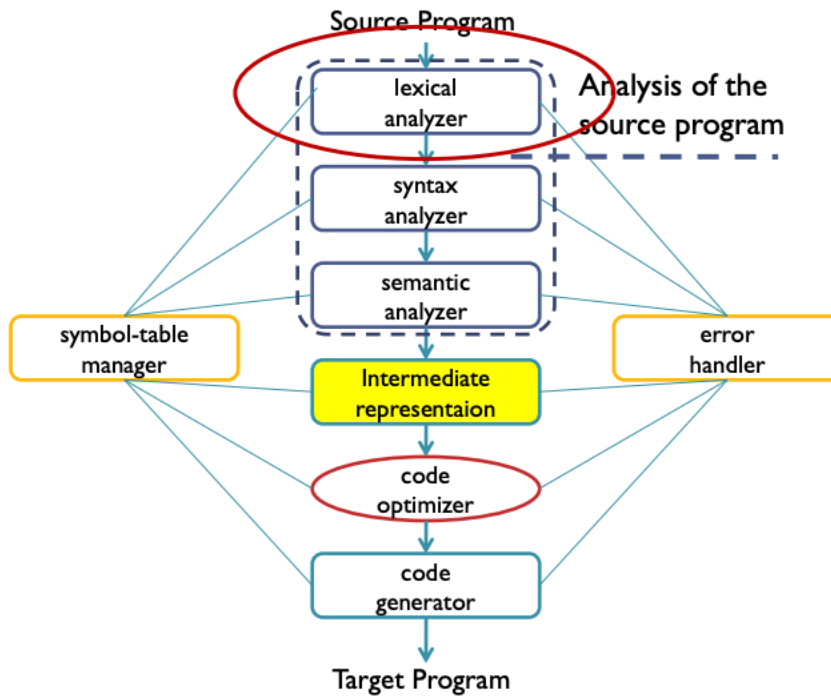 Source Program
lexical
analyzer
Analysis of the
source program
syntax
analyzer
semantic
analyzer
symbol-table
manager
error
handler
Intermediate
representaion
code
optimizer
code
generator
Target Program